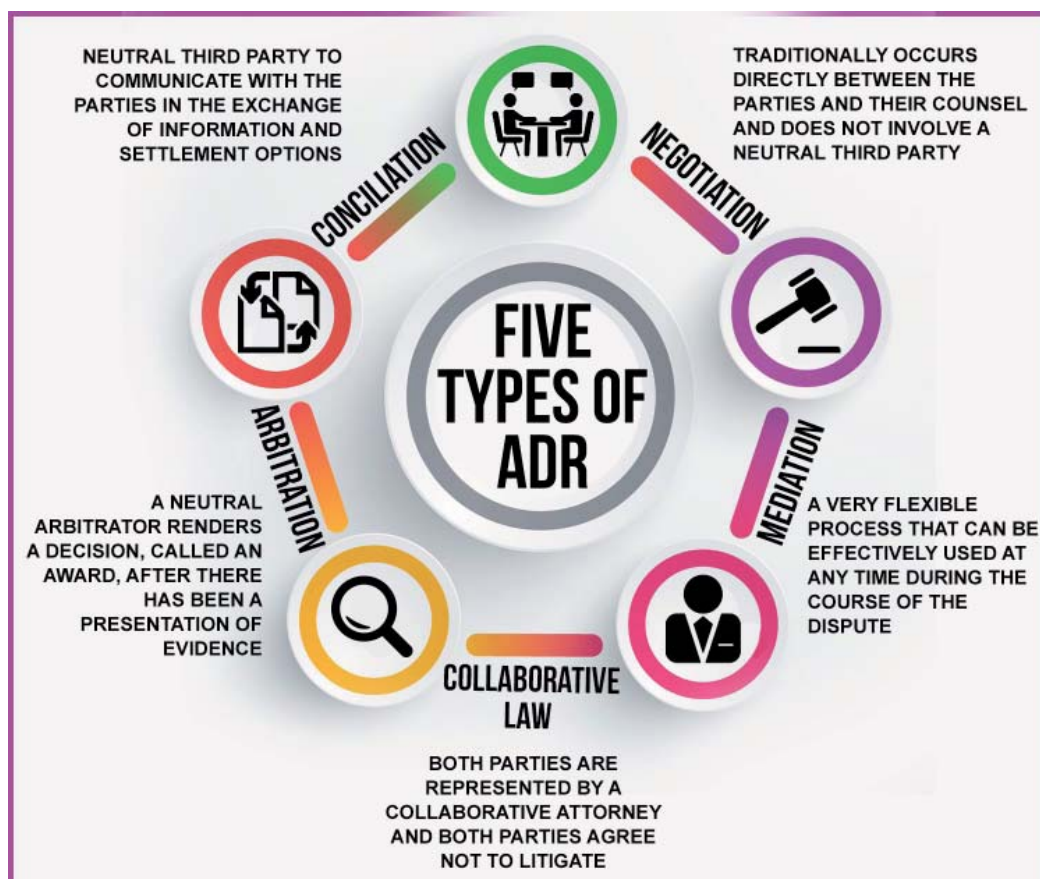 NEUTRAL THIRD PARTY TO
COMMUNICATE WITH THE
PARTIES IN THE EXCHANGE
OF INFORMATION AND
SETTLEMENT OPTIONS
CONCILIATION
TRADITIONALLY OCCURS
DIRECTLY BETWEEN THE
PARTIES AND THEIR COUNSEL
AND DOES NOT INVOLVE A
NEUTRAL THIRD PARTY
NEGOTIATION
FIVE
TYPES OF
ADR
ARBITRATION
A NEUTRAL
ARBITRATOR RENDERS
A DECISION, CALLED AN
AWARD, AFTER THERE
HAS BEEN A
PRESENTATION OF
EVIDENCE
MEDIATION
A VERY FLEXIBLE
PROCESS THAT CAN BE
EFFECTIVELY USED AT
ANY TIME DURING THE
COURSE OF THE
DISPUTE
COLLABORATIVE
LAW
BOTH PARTIES ARE
REPRESENTED BY A
COLLABORATIVE ATTORNEY
AND BOTH PARTIES AGREE
NOT TO LITIGATE